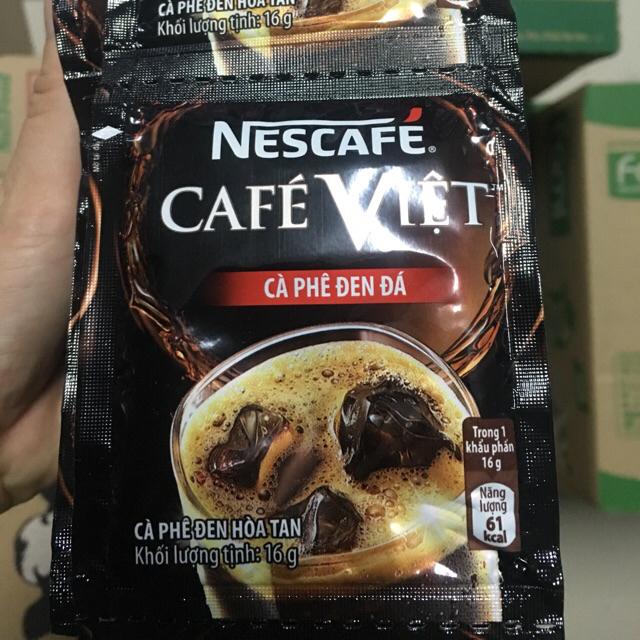 CÀ PHÊ ĐEN HÒA TAN
Khối lượng tịnh: 16 g
NESCAFÉ®
CAFÉ VIỆT™
CÀ PHÊ ĐEN ĐÁ
Trong 1
khẩu phần
16 g
Năng
lượng
61
kcal
CÀ PHÊ ĐEN HÒA TAN
Khối lượng tịnh: 16 g